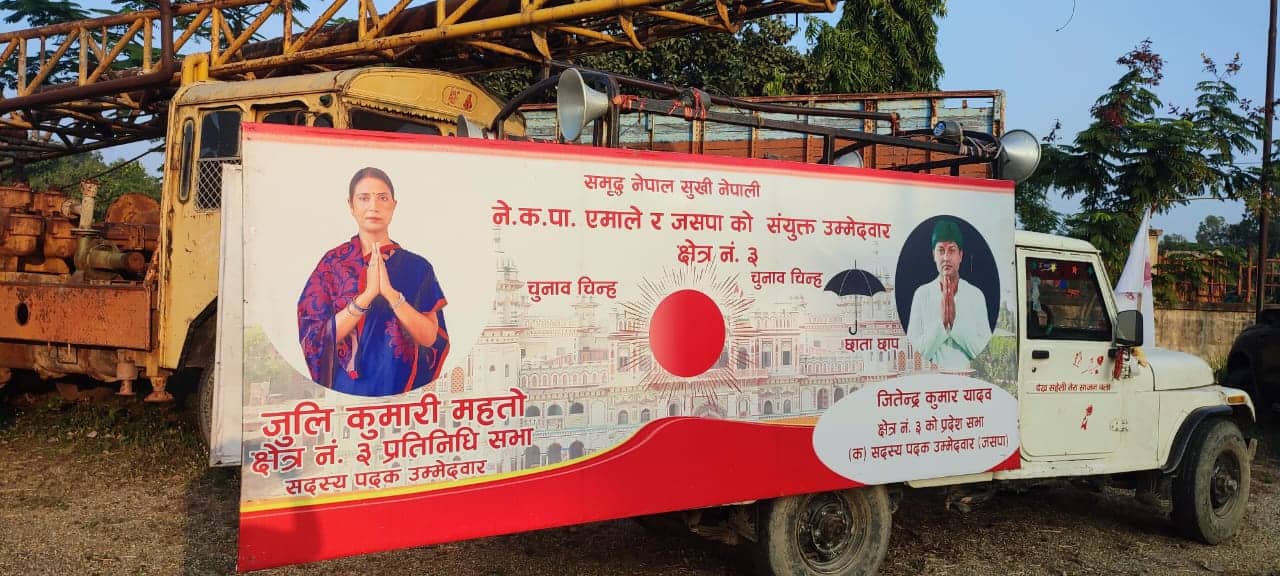 समृद्ध नेपाल सुखी नेपाली
ने.क.पा. एमाले र जसपा को संयुक्त उम्मेदवार
क्षेत्र नं. ३
चुनाव चिन्ह
चुनाव चिन्ह
छाता छाप
जुलि कुमारी महतो
क्षेत्र नं. ३ प्रतिनिधि सभा
सदस्य पदक उम्मेदवार
जितेन्द्र कुमार यादव
क्षेत्र नं. ३ को प्रदेश सभा
(क) सदस्य पदक उम्मेदवार (जसपा)